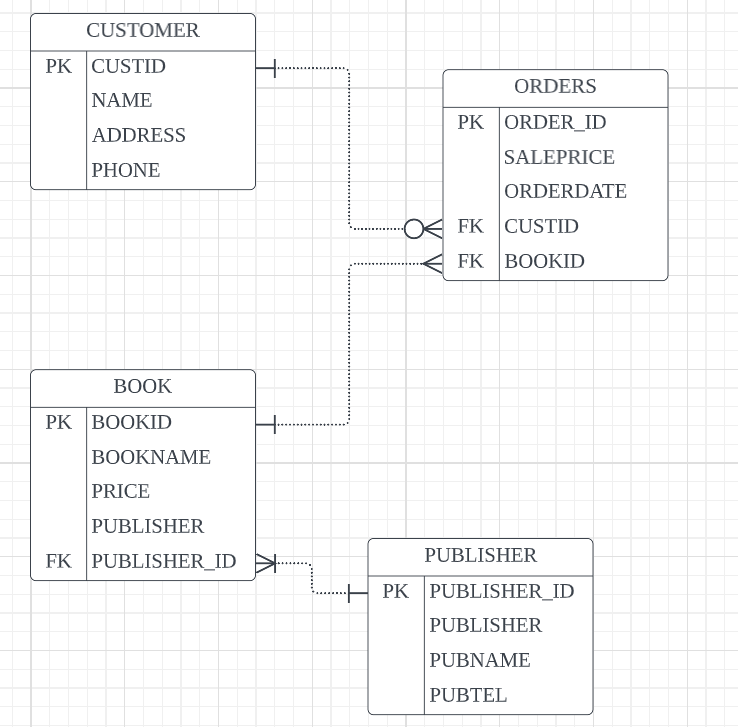 CUSTOMER
PK CUSTID
NAME
ADDRESS
PHONE
ORDERS
PK ORDER_ID
SALEPRICE
ORDERDATE
FK CUSTID
FK BOOKID
BOOK
PK BOOKID
BOOKNAME
PRICE
PUBLISHER
FK PUBLISHER_ID
PUBLISHER
PK PUBLISHER_ID
PUBLISHER
PUBNAME
PUBTEL